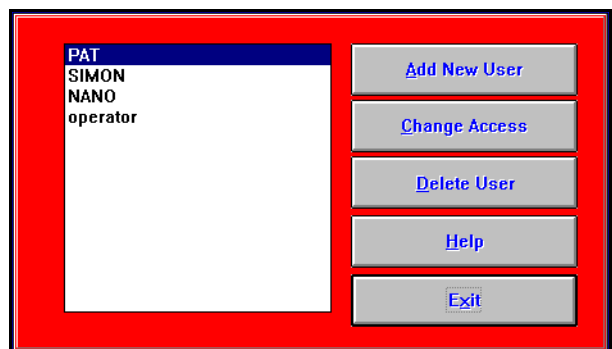 PAT
SIMON
NANO
operator
Add New User
Change Access
Delete User
Help
Exit